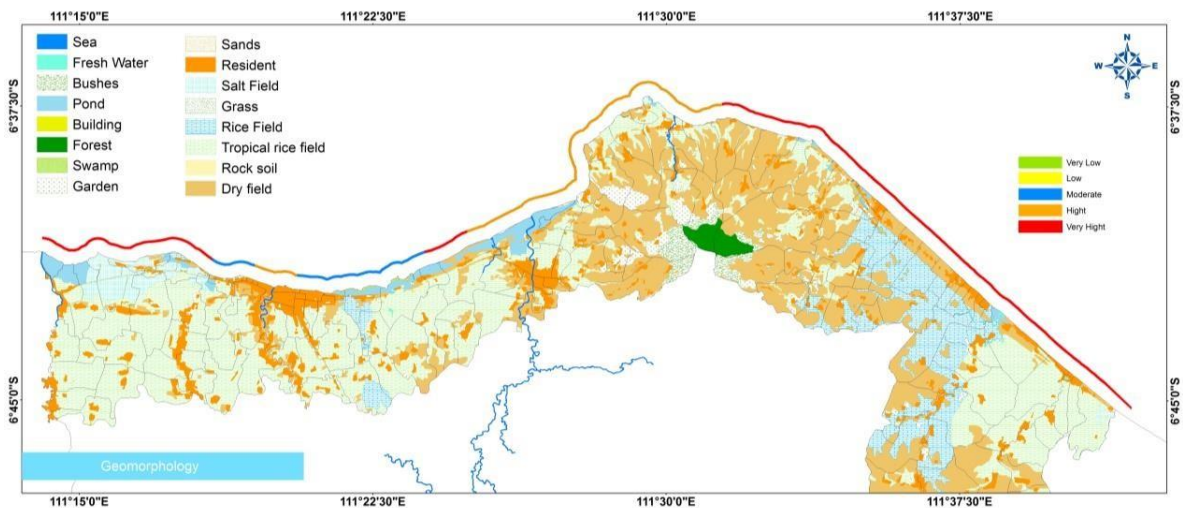 111°15'0"E 111°22'30"E 111°30'0"E 111°37'30"E
Sea
Fresh Water
Bushes
Pond
Building
Forest
Swamp
Garden
Sands
Resident
Salt Field
Grass
Rice Field
Tropical rice field
Rock soil
Dry field
N
W E
S
6°37'30"S
6°37'30"S
Very Low
Low
Moderate
Hight
Very Hight
6°45'0"S
6°45'0"S
Geomorphology
111°15'0"E 111°22'30"E 111°30'0"E 111°37'30"E